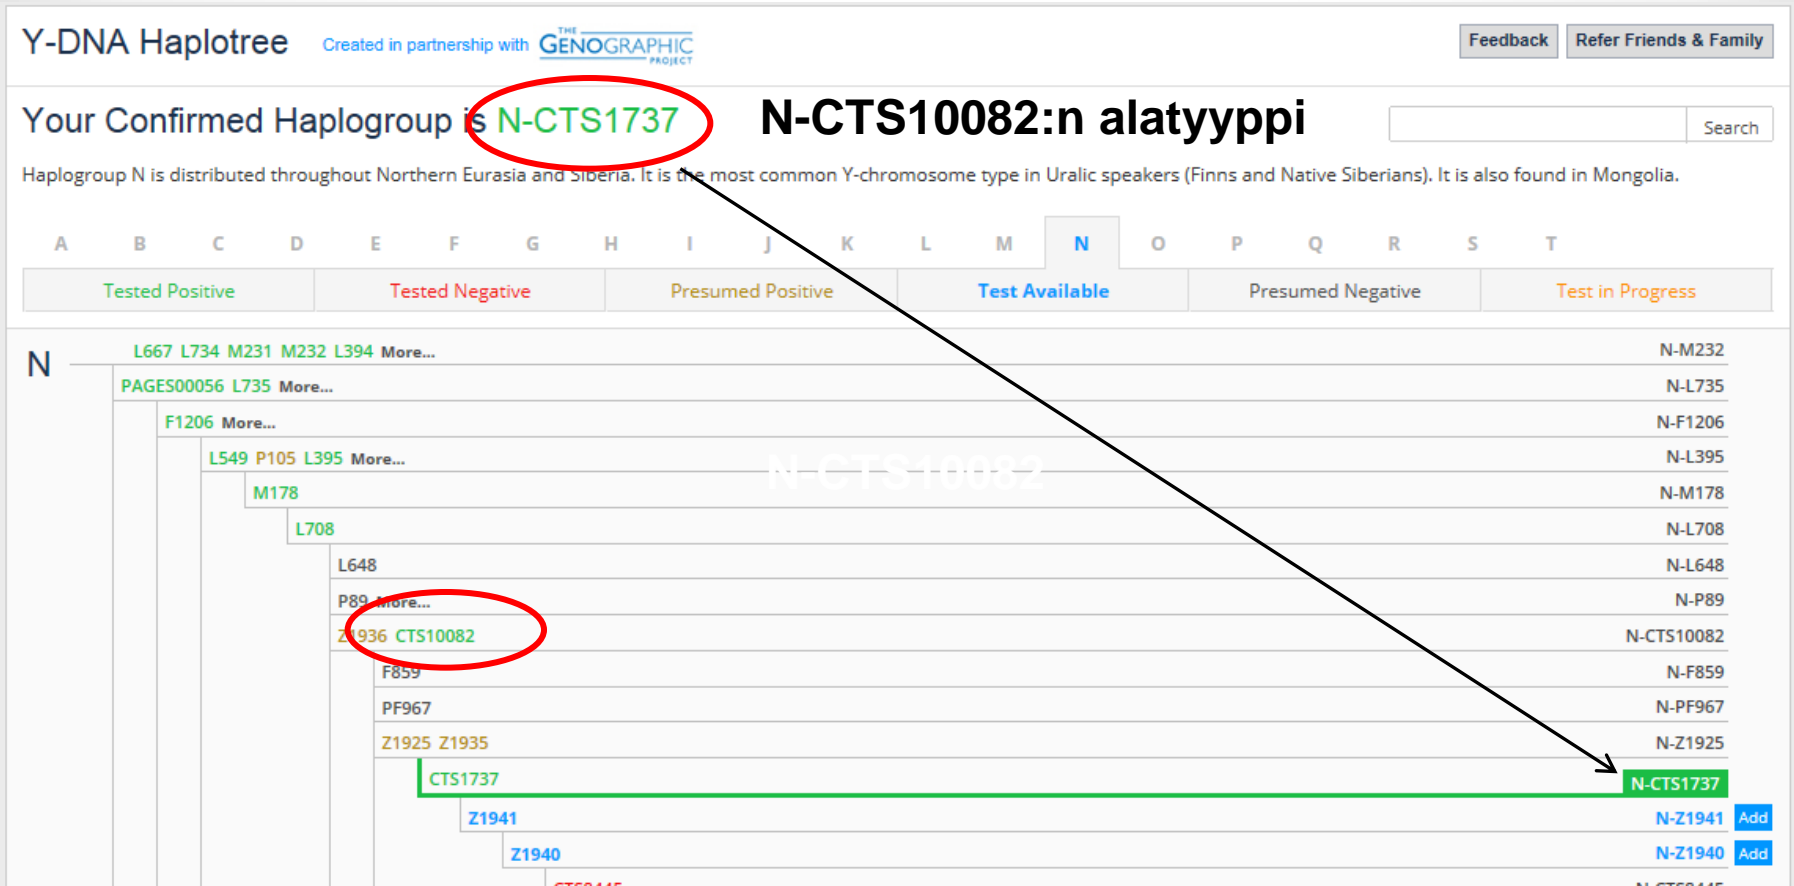 Y-DNA Haplotree Created in partnership with THE GENOGRAPHIC PROJECT Feedback Refer Friends & Family
Your Confirmed Haplogroup is N-CTS1737 N-CTS10082:n alatyyppi Search
Haplogroup N is distributed throughout Northern Eurasia and Siberia. It is the most common Y-chromosome type in Uralic speakers (Finns and Native Siberians). It is also found in Mongolia.
A B C D E F G H I J K L M N O P Q R S T
Tested Positive Tested Negative Presumed Positive Test Available Presumed Negative Test in Progress
N L667 L734 M231 M232 L394 More... N-M232
PAGES00056 L735 More... N-L735
F1206 More... N-F1206
L549 P105 L395 More... N-L395
N-CTS10082
M178 N-M178
L708 N-L708
L648 N-L648
P89 More... N-P89
Z1936 CTS10082 N-CTS10082
F859 N-F859
PF967 N-PF967
Z1925 Z1935 N-Z1925
CTS1737 N-CTS1737
Z1941 N-Z1941 Add
Z1940 N-Z1940 Add